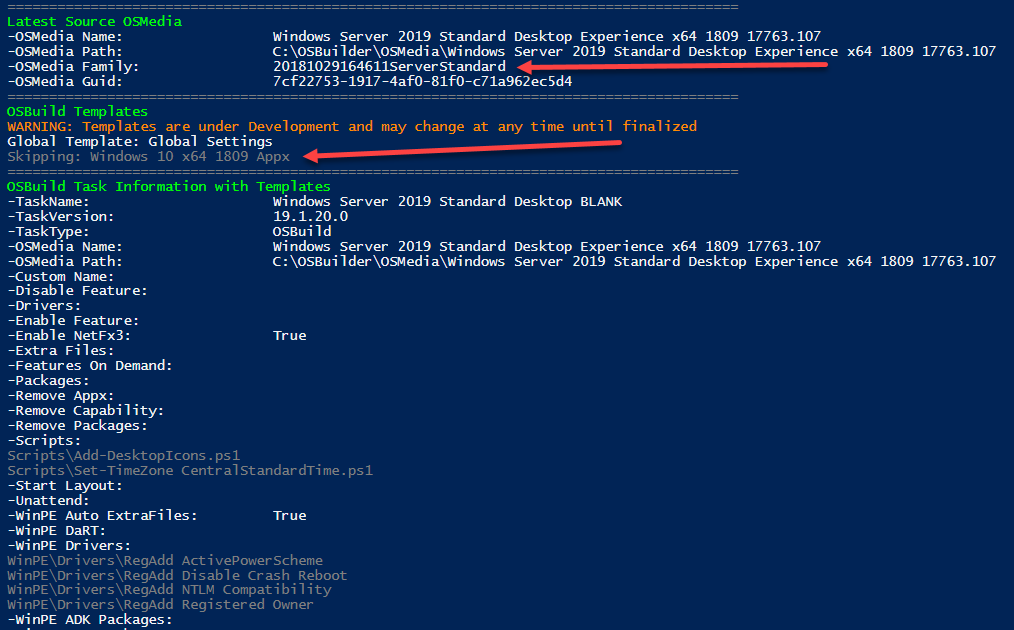 =========================================================================================
Latest Source OSMedia
-OSMedia Name: Windows Server 2019 Standard Desktop Experience x64 1809 17763.107
-OSMedia Path: C:\OSBuilder\OSMedia\Windows Server 2019 Standard Desktop Experience x64 1809 17763.107
-OSMedia Family: 20181029164611ServerStandard
-OSMedia Guid: 7cf22753-1917-4af0-81f0-c71a962ec5d4
=========================================================================================
OSBuild Templates
WARNING: Templates are under Development and may change at any time until finalized
Global Template: Global Settings
Skipping: Windows 10 x64 1809 Appx
=========================================================================================
OSBuild Task Information with Templates
-TaskName: Windows Server 2019 Standard Desktop BLANK
-TaskVersion: 19.1.20.0
-TaskType: OSBuild
-OSMedia Name: Windows Server 2019 Standard Desktop Experience x64 1809 17763.107
-OSMedia Path: C:\OSBuilder\OSMedia\Windows Server 2019 Standard Desktop Experience x64 1809 17763.107
-Custom Name:
-Disable Feature:
-Drivers:
-Enable Feature:
-Enable NetFx3: True
-Extra Files:
-Features On Demand:
-Packages:
-Remove Appx:
-Remove Capability:
-Remove Packages:
-Scripts:
Scripts\Add-DesktopIcons.ps1
Scripts\Set-TimeZone CentralStandardTime.ps1
-Start Layout:
-Unattend:
-WinPE Auto ExtraFiles: True
-WinPE DaRT:
-WinPE Drivers:
WinPE\Drivers\RegAdd ActivePowerScheme
WinPE\Drivers\RegAdd Disable Crash Reboot
WinPE\Drivers\RegAdd NTLM Compatibility
WinPE\Drivers\RegAdd Registered Owner
-WinPE ADK Packages: